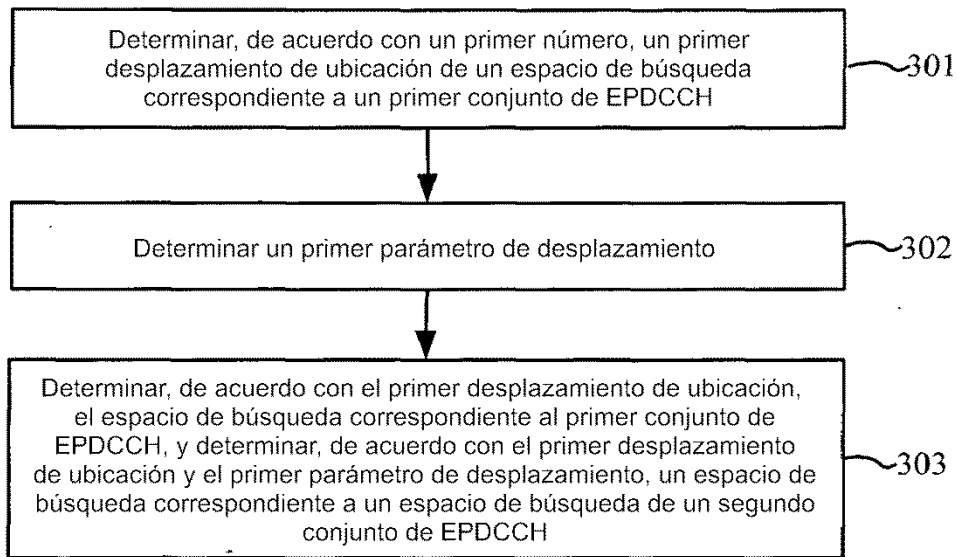 Determinar, de acuerdo con un primer número, un primer
desplazamiento de ubicación de un espacio de búsqueda
correspondiente a un primer conjunto de EPDCCH
301
Determinar un primer parámetro de desplazamiento
302
Determinar, de acuerdo con el primer desplazamiento de ubicación,
el espacio de búsqueda correspondiente al primer conjunto de
EPDCCH, y determinar, de acuerdo con el primer desplazamiento
de ubicación y el primer parámetro de desplazamiento, un espacio de
búsqueda correspondiente a un espacio de búsqueda de un segundo
conjunto de EPDCCH
303